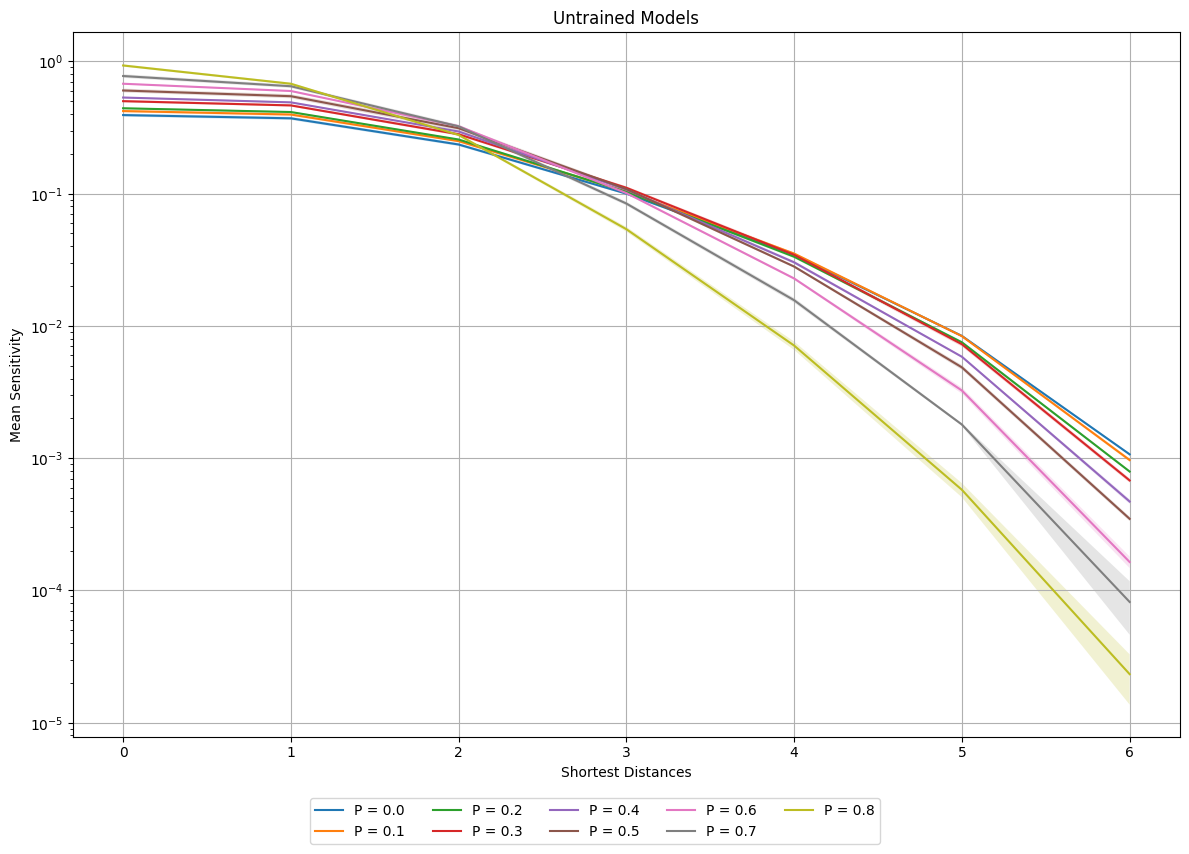 Untrained Models
Mean Sensitivity
10⁰
10⁻¹
10⁻²
10⁻³
10⁻⁴
10⁻⁵
0 1 2 3 4 5 6
Shortest Distances
P = 0.0 P = 0.2 P = 0.4 P = 0.6 P = 0.8
P = 0.1 P = 0.3 P = 0.5 P = 0.7